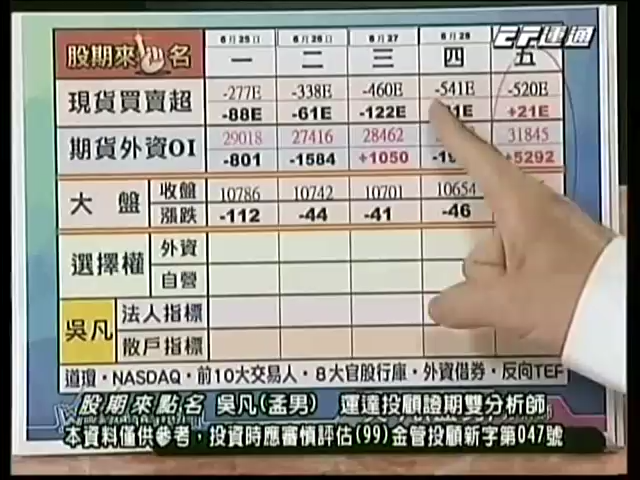 股期來 名 6月25日 6月26日 6月27 6月28
一 二 三 四 五
運通
現貨買賣超 -277E -338E -460E -541E -520E
-88E -61E -122E 1E +21E
期貨外資OI 29018 27416 28462 31845
-801 -1584 +1050 +5292
大盤 收盤 10786 10742 10701 10654
漲跌 -112 -44 -41 -46
選擇權 外資
自營
吳凡 法人指標
散戶指標
道瓊・NASDAQ・前10大交易人・8大官股行庫・外資借券・反向TEF
股期來點名 吳凡(孟男) 運達投顧證期雙分析師
本資料僅供參考，投資時應審慎評估(99)金管投顧新字第047號